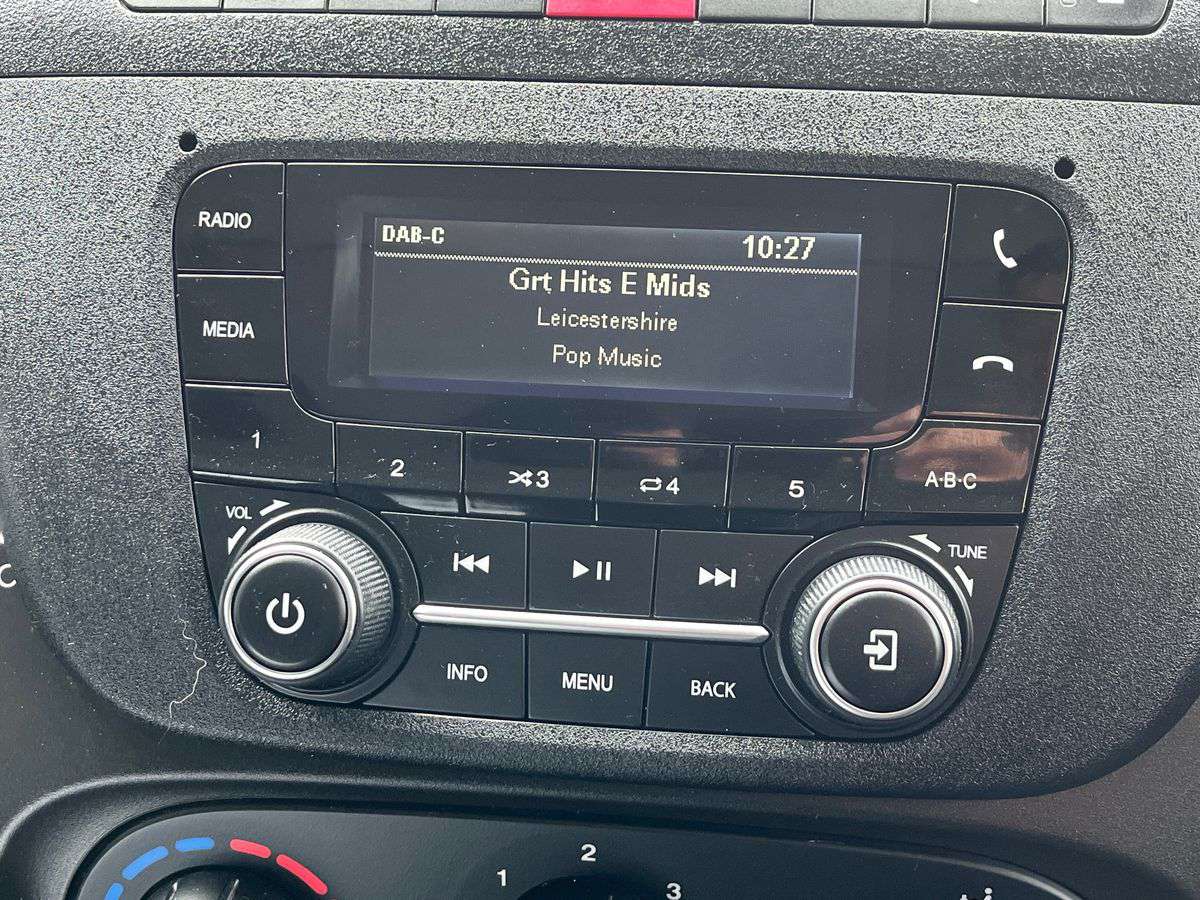 RADIO
MEDIA
DAB-C
10:27
Grt Hits E Mids
Leicestershire
Pop Music
1
2
3
4
5
A·B·C
VOL
TUNE
INFO
MENU
BACK
C
1
2
3